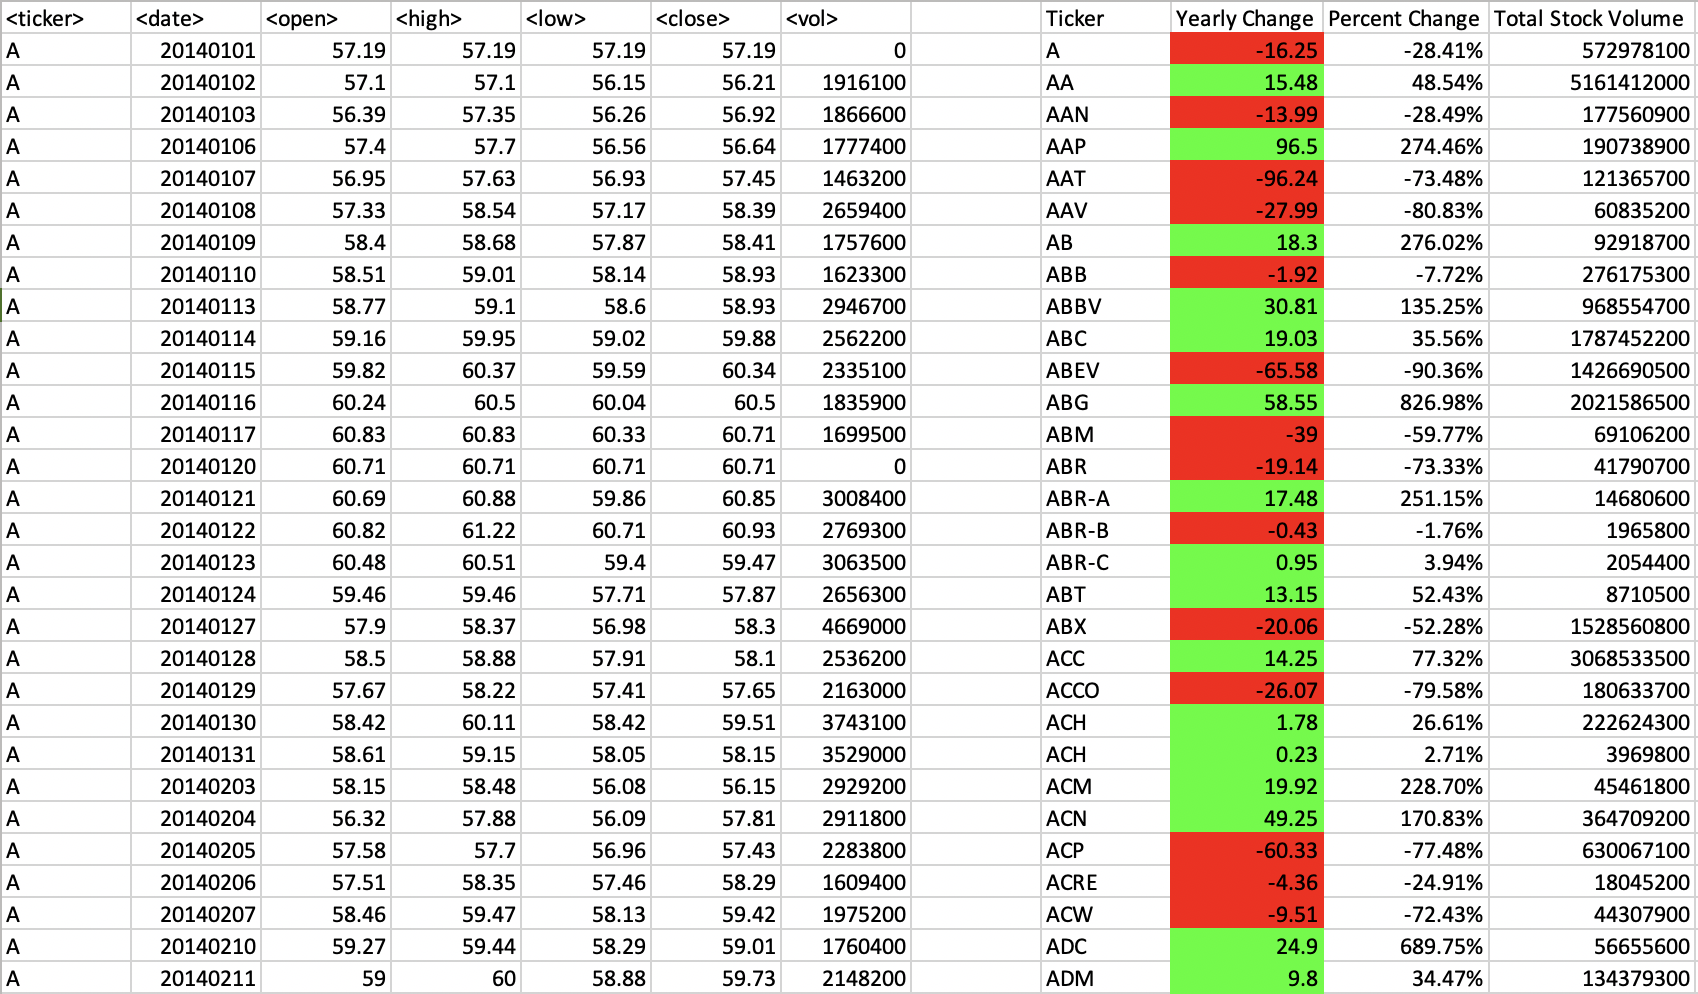 <ticker> <date> <open> <high> <low> <close> <vol> Ticker Yearly Change Percent Change Total Stock Volume
A 20140101 57.19 57.19 57.19 57.19 0 A -16.25 -28.41% 572978100
A 20140102 57.1 57.1 56.15 56.21 1916100 AA 15.48 48.54% 5161412000
A 20140103 56.39 57.35 56.26 56.92 1866600 AAN -13.99 -28.49% 177560900
A 20140106 57.4 57.7 56.56 56.64 1777400 AAP 96.5 274.46% 190738900
A 20140107 56.95 57.63 56.93 57.45 1463200 AAT -96.24 -73.48% 121365700
A 20140108 57.33 58.54 57.17 58.39 2659400 AAV -27.99 -80.83% 60835200
A 20140109 58.4 58.68 57.87 58.41 1757600 AB 18.3 276.02% 92918700
A 20140110 58.51 59.01 58.14 58.93 1623300 ABB -1.92 -7.72% 276175300
A 20140113 58.77 59.1 58.6 58.93 2946700 ABBV 30.81 135.25% 968554700
A 20140114 59.16 59.95 59.02 59.88 2562200 ABC 19.03 35.56% 1787452200
A 20140115 59.82 60.37 59.59 60.34 2335100 ABEV -65.58 -90.36% 1426690500
A 20140116 60.24 60.5 60.04 60.5 1835900 ABG 58.55 826.98% 2021586500
A 20140117 60.83 60.83 60.33 60.71 1699500 ABM -39 -59.77% 69106200
A 20140120 60.71 60.71 60.71 60.71 0 ABR -19.14 -73.33% 41790700
A 20140121 60.69 60.88 59.86 60.85 3008400 ABR-A 17.48 251.15% 14680600
A 20140122 60.82 61.22 60.71 60.93 2769300 ABR-B -0.43 -1.76% 1965800
A 20140123 60.48 60.51 59.4 59.47 3063500 ABR-C 0.95 3.94% 2054400
A 20140124 59.46 59.46 57.71 57.87 2656300 ABT 13.15 52.43% 8710500
A 20140127 57.9 58.37 56.98 58.3 4669000 ABX -20.06 -52.28% 1528560800
A 20140128 58.5 58.88 57.91 58.1 2536200 ACC 14.25 77.32% 3068533500
A 20140129 57.67 58.22 57.41 57.65 2163000 ACCO -26.07 -79.58% 180633700
A 20140130 58.42 60.11 58.42 59.51 3743100 ACH 1.78 26.61% 222624300
A 20140131 58.61 59.15 58.05 58.15 3529000 ACH 0.23 2.71% 3969800
A 20140203 58.15 58.48 56.08 56.15 2929200 ACM 19.92 228.70% 45461800
A 20140204 56.32 57.88 56.09 57.81 2911800 ACN 49.25 170.83% 364709200
A 20140205 57.58 57.7 56.96 57.43 2283800 ACP -60.33 -77.48% 630067100
A 20140206 57.51 58.35 57.46 58.29 1609400 ACRE -4.36 -24.91% 18045200
A 20140207 58.46 59.47 58.13 59.42 1975200 ACW -9.51 -72.43% 44307900
A 20140210 59.27 59.44 58.29 59.01 1760400 ADC 24.9 689.75% 56655600
A 20140211 59 60 58.88 59.73 2148200 ADM 9.8 34.47% 134379300